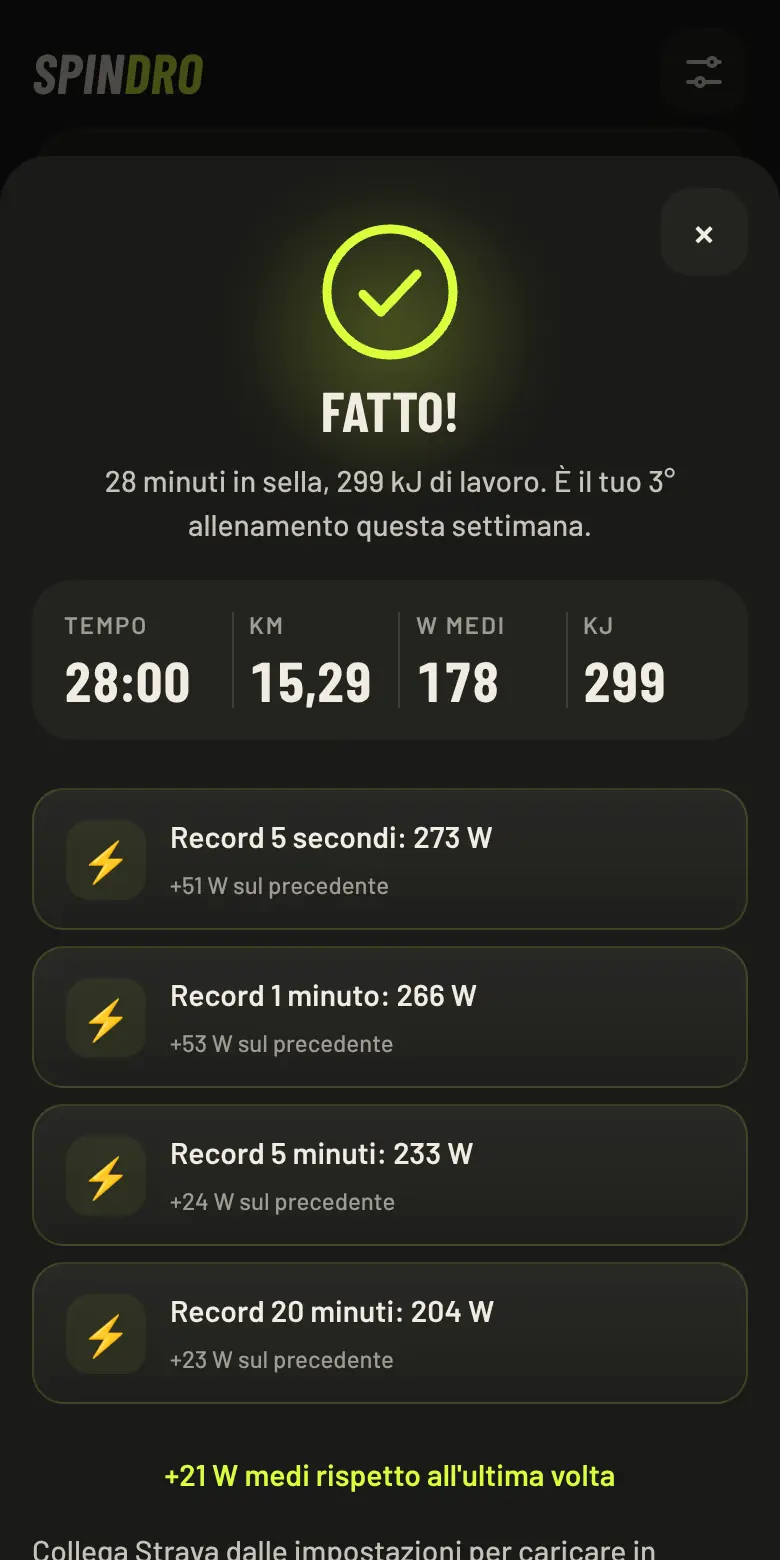 SPINDRO
×
FATTO!
28 minuti in sella, 299 kJ di lavoro. È il tuo 3°
allenamento questa settimana.
TEMPO KM W MEDI KJ
28:00 15,29 178 299
Record 5 secondi: 273 W
+51 W sul precedente
Record 1 minuto: 266 W
+53 W sul precedente
Record 5 minuti: 233 W
+24 W sul precedente
Record 20 minuti: 204 W
+23 W sul precedente
+21 W medi rispetto all'ultima volta
Collega Strava dalle impostazioni per caricare in